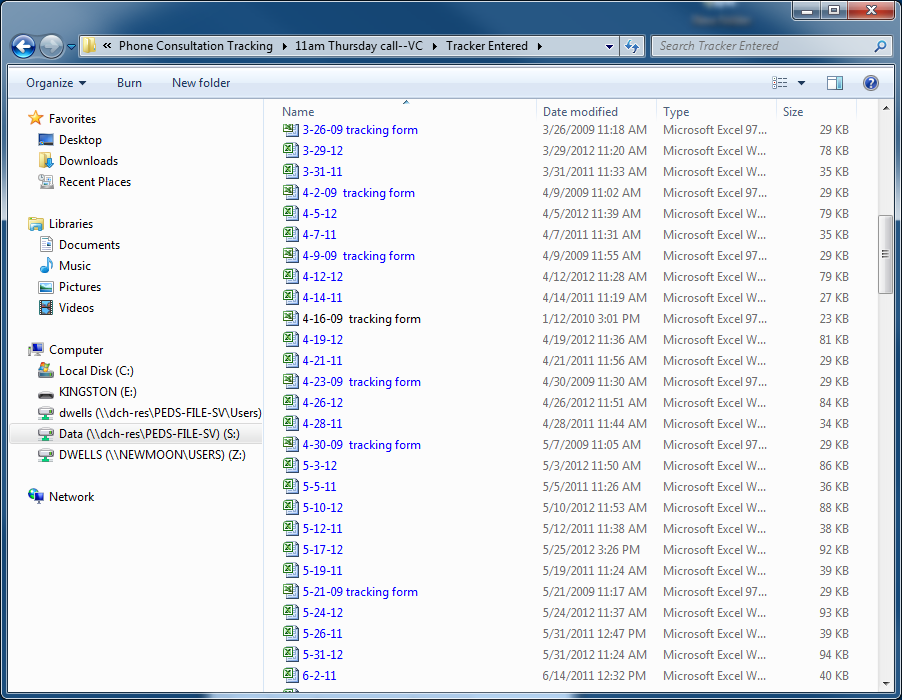 « Phone Consultation Tracking 11am Thursday call--VC Tracker Entered Search Tracker Entered
Organize Burn New folder
Favorites
Desktop
Downloads
Recent Places
Libraries
Documents
Music
Pictures
Videos
Computer
Local Disk (C:)
KINGSTON (E:)
dwells (\\dch-res\PEDS-FILE-SV\Users)
Data (\\dch-res\PEDS-FILE-SV) (S:)
DWELLS (\\NEWMOON\USERS) (Z:)
Network
Name Date modified Type Size
3-26-09 tracking form 3/26/2009 11:18 AM Microsoft Excel 97... 29 KB
3-29-12 3/29/2012 11:20 AM Microsoft Excel W... 78 KB
3-31-11 3/31/2011 11:33 AM Microsoft Excel W... 35 KB
4-2-09 tracking form 4/9/2009 11:02 AM Microsoft Excel 97... 29 KB
4-5-12 4/5/2012 11:39 AM Microsoft Excel W... 79 KB
4-7-11 4/7/2011 11:31 AM Microsoft Excel W... 35 KB
4-9-09 tracking form 4/9/2009 11:55 AM Microsoft Excel 97... 29 KB
4-12-12 4/12/2012 11:28 AM Microsoft Excel W... 79 KB
4-14-11 4/14/2011 11:19 AM Microsoft Excel W... 27 KB
4-16-09 tracking form 1/12/2010 3:01 PM Microsoft Excel 97... 23 KB
4-19-12 4/19/2012 11:36 AM Microsoft Excel W... 81 KB
4-21-11 4/21/2011 11:56 AM Microsoft Excel W... 29 KB
4-23-09 tracking form 4/30/2009 11:30 AM Microsoft Excel 97... 29 KB
4-26-12 4/26/2012 11:51 AM Microsoft Excel W... 84 KB
4-28-11 4/28/2011 11:44 AM Microsoft Excel W... 34 KB
4-30-09 tracking form 5/7/2009 11:05 AM Microsoft Excel 97... 29 KB
5-3-12 5/3/2012 11:50 AM Microsoft Excel W... 86 KB
5-5-11 5/5/2011 11:26 AM Microsoft Excel W... 36 KB
5-10-12 5/10/2012 11:53 AM Microsoft Excel W... 88 KB
5-12-11 5/12/2011 11:38 AM Microsoft Excel W... 38 KB
5-17-12 5/25/2012 3:26 PM Microsoft Excel W... 92 KB
5-19-11 5/19/2011 11:24 AM Microsoft Excel W... 39 KB
5-21-09 tracking form 5/21/2009 11:17 AM Microsoft Excel 97... 29 KB
5-24-12 5/24/2012 11:37 AM Microsoft Excel W... 93 KB
5-26-11 5/31/2011 12:47 PM Microsoft Excel W... 39 KB
5-31-12 5/31/2012 11:24 AM Microsoft Excel W... 94 KB
6-2-11 6/14/2011 12:32 PM Microsoft Excel W... 40 KB